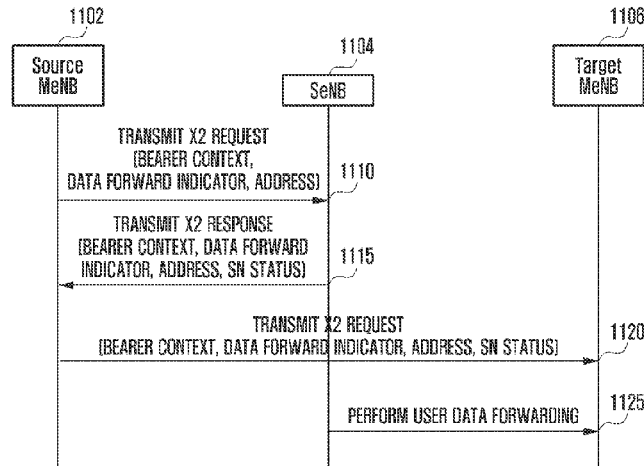 1102
1104
1106
Source
MeNB
SeNB
Target
MeNB
TRANSMIT X2 REQUEST
(BEARER CONTEXT,
DATA FORWARD INDICATOR, ADDRESS)
1110
TRANSMIT X2 RESPONSE
(BEARER CONTEXT, DATA FORWARD
INDICATOR, ADDRESS, SN STATUS)
1115
TRANSMIT X2 REQUEST
(BEARER CONTEXT, DATA FORWARD INDICATOR, ADDRESS, SN STATUS)
1120
PERFORM USER DATA FORWARDING
1125